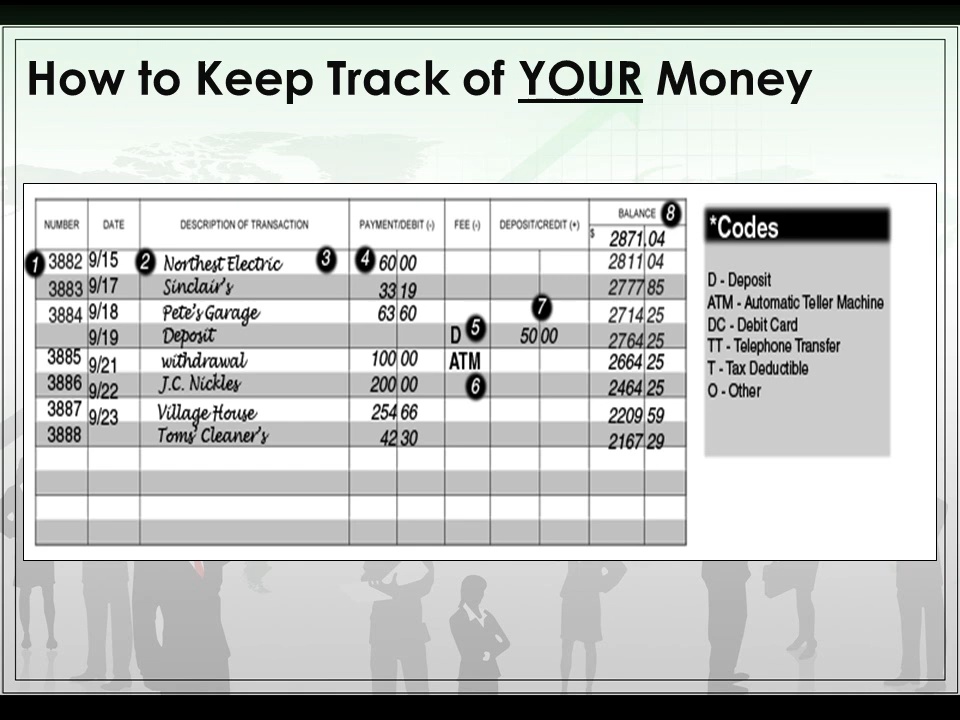 How to Keep Track of YOUR Money
NUMBER DATE DESCRIPTION OF TRANSACTION PAYMENT/DEBIT (-) FEE (-) DEPOSIT/CREDIT (+) BALANCE 8
$ 2871.04
1 3882 9/15 2 Northest Electric 3 4 60 00 2811 04
3883 9/17 Sinclair's 33 19 2777 85
3884 9/18 Pete's Garage 63 60 7 2714 25
9/19 Deposit D 5 50 00 2764 25
3885 9/21 withdrawal 100 00 ATM 2664 25
3886 9/22 J.C. Nickles 200 00 6 2464 25
3887 9/23 Village House 254 66 2209 59
3888 Toms' Cleaner's 42 30 2167 29
*Codes
D - Deposit
ATM - Automatic Teller Machine
DC - Debit Card
TT - Telephone Transfer
T - Tax Deductible
O - Other